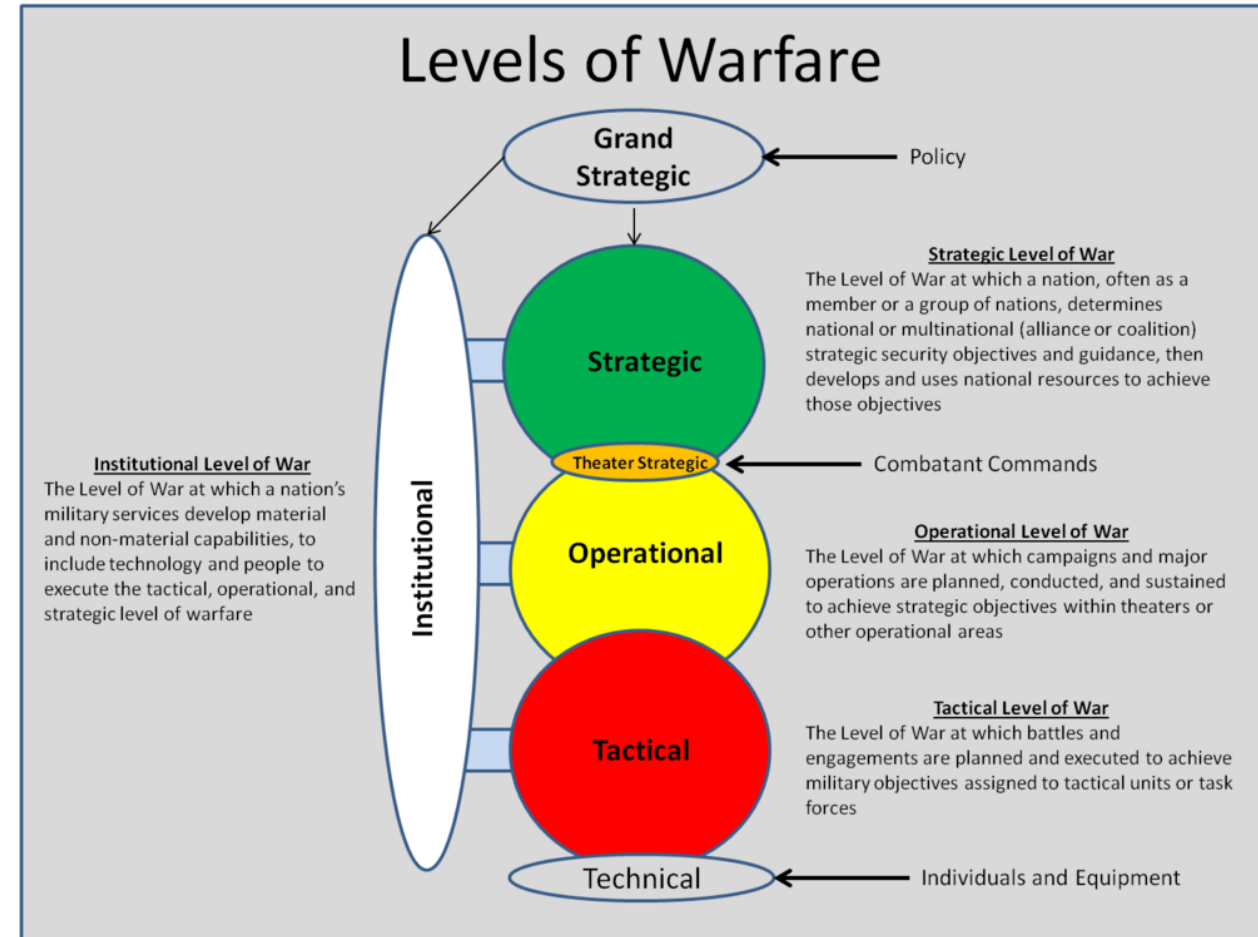 Levels of Warfare
Grand
Strategic
Policy
Strategic Level of War
The Level of War at which a nation, often as a
member or a group of nations, determines
national or multinational (alliance or coalition)
strategic security objectives and guidance, then
develops and uses national resources to achieve
those objectives
Strategic
Theater Strategic
Combatant Commands
Institutional Level of War
The Level of War at which a nation's
military services develop material
and non-material capabilities, to
include technology and people to
execute the tactical, operational, and
strategic level of warfare
Institutional
Operational
Operational Level of War
The Level of War at which campaigns and major
operations are planned, conducted, and sustained
to achieve strategic objectives within theaters or
other operational areas
Tactical
Tactical Level of War
The Level of War at which battles and
engagements are planned and executed to achieve
military objectives assigned to tactical units or task
forces
Technical
Individuals and Equipment